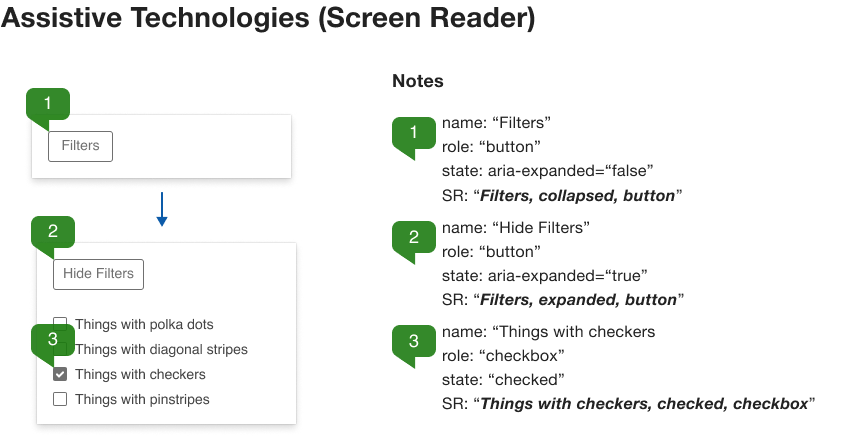 Assistive Technologies (Screen Reader)
1
Filters
2
Hide Filters
Things with polka dots
3
Things with diagonal stripes
Things with checkers
Things with pinstripes
Notes
1
name: “Filters”
role: “button”
state: aria-expanded=“false”
SR: “Filters, collapsed, button”
2
name: “Hide Filters”
role: “button”
state: aria-expanded=“true”
SR: “Filters, expanded, button”
3
name: “Things with checkers
role: “checkbox”
state: “checked”
SR: “Things with checkers, checked, checkbox”